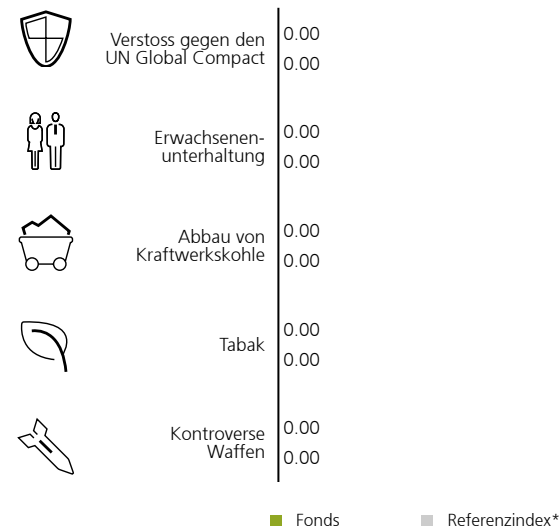 Verstoss gegen den
UN Global Compact
0.00
0.00
Erwachsenen-
unterhaltung
0.00
0.00
Abbau von
Kraftwerkskohle
0.00
0.00
Tabak
0.00
0.00
Kontroverse
Waffen
0.00
0.00
Fonds
Referenzindex*